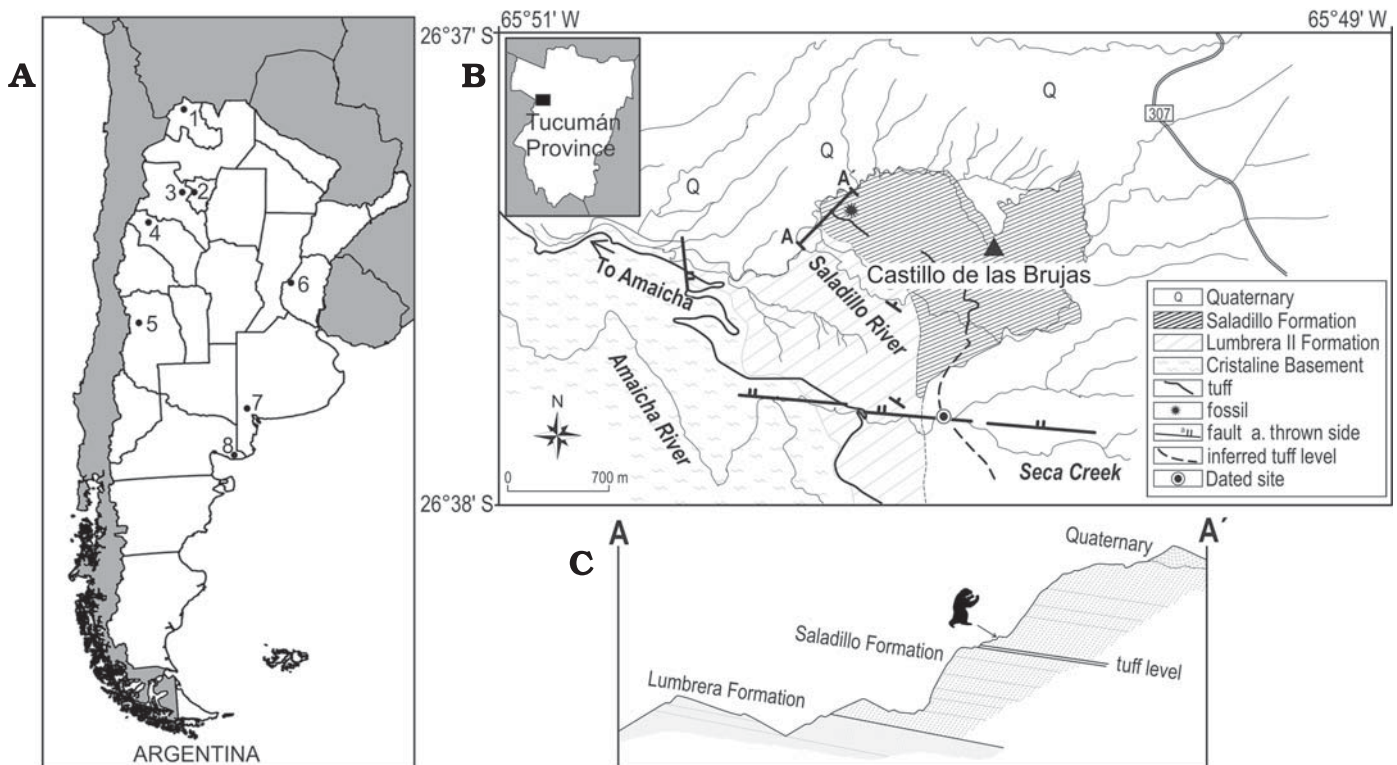 A
1
3
2
4
5
6
7
8
ARGENTINA
65°51' W
65°49' W
26°37' S
26°38' S
B
Tucumán
Province
Q
Q
Q
307
A´
A
To Amaicha
Saladillo River
Castillo de las Brujas
Amaicha River
Seca Creek
N
0
700 m
Q Quaternary
Saladillo Formation
Lumbrera II Formation
Cristaline Basement
tuff
fossil
a fault a. thrown side
inferred tuff level
Dated site
C
A
A´
Quaternary
Saladillo Formation
tuff level
Lumbrera Formation